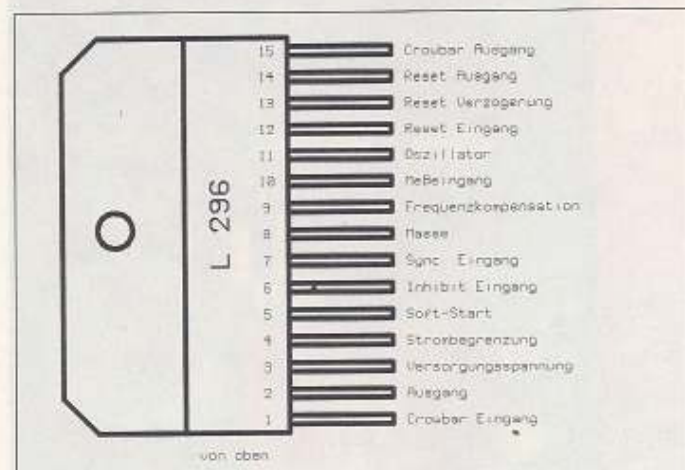 15 Crowbar Ausgang
14 Reset Ausgang
13 Reset Verzogerung
12 Reset Eingang
11 Oszillator
10 Meßeingang
9 Frequenzkompensation
8 Masse
7 Sync Eingang
6 Inhibit Eingang
5 Soft-Start
4 Strombegrenzung
3 Versorgungsspannung
2 Ausgang
1 Crowbar Eingang
L 296
von oben